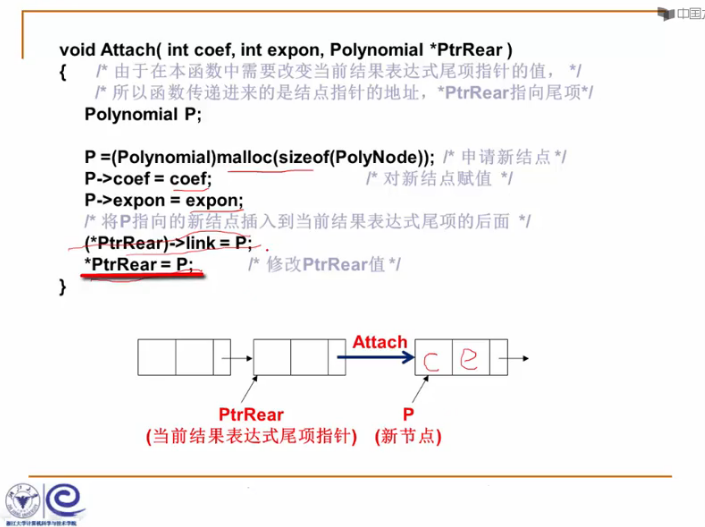 中国大
void Attach( int coef, int expon, Polynomial *PtrRear )
{ /* 由于在本函数中需要改变当前结果表达式尾项指针的值， */
/* 所以函数传递进来的是结点指针的地址，*PtrRear指向尾项*/
Polynomial P;
P =(Polynomial)malloc(sizeof(PolyNode)); /* 申请新结点 */
P->coef = coef; /* 对新结点赋值 */
P->expon = expon;
/* 将P指向的新结点插入到当前结果表达式尾项的后面 */
(*PtrRear)->link = P;
*PtrRear = P; /* 修改PtrRear值 */
}
Attach
c e
PtrRear P
(当前结果表达式尾项指针) (新节点)
浙江大学计算机科学与技术学院